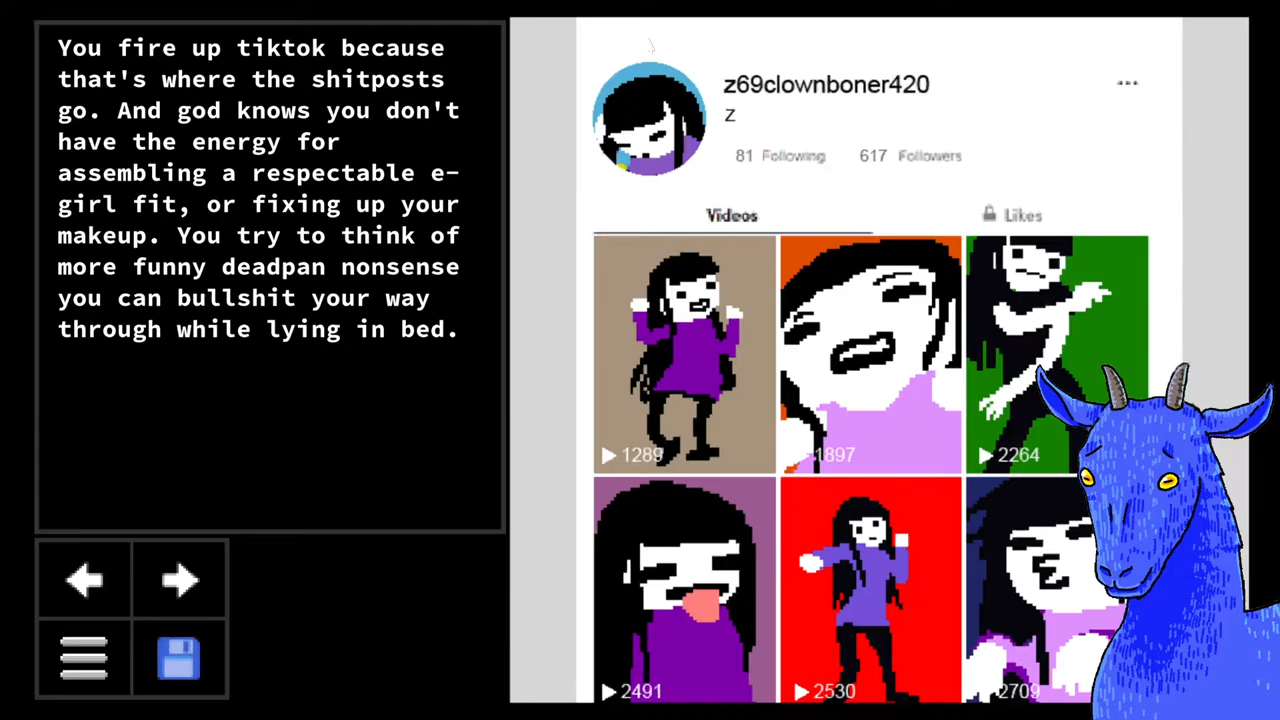 You fire up tiktok because
that's where the shitposts
go. And god knows you don't
have the energy for
assembling a respectable e-
girl fit, or fixing up your
makeup. You try to think of
more funny deadpan nonsense
you can bullshit your way
through while lying in bed.
z69clownboner420
Z
81 Following 617 Followers
Videos Likes
1289 1897 2264
2491 2530 2709